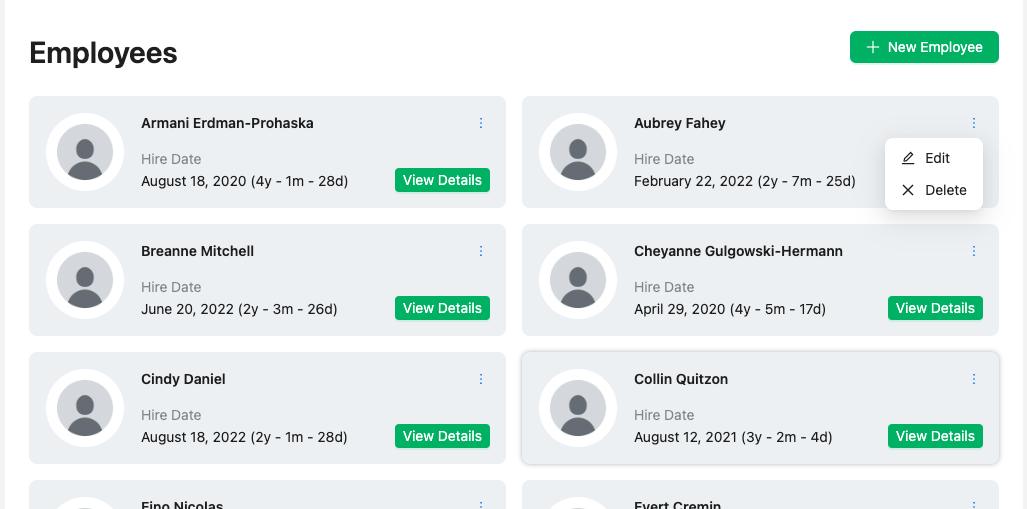 Employees
New Employee
Armani Erdman-Prohaska
Hire Date
August 18, 2020 (4y - 1m - 28d)
View Details
Aubrey Fahey
Hire Date
February 22, 2022 (2y - 7m - 25d)
Edit
Delete
Breanne Mitchell
Hire Date
June 20, 2022 (2y - 3m - 26d)
View Details
Cheyanne Gulgowski-Hermann
Hire Date
April 29, 2020 (4y - 5m - 17d)
View Details
Cindy Daniel
Hire Date
August 18, 2022 (2y - 1m - 28d)
View Details
Collin Quitzon
Hire Date
August 12, 2021 (3y - 2m - 4d)
View Details
Fino Nicolas
Evert Cremin